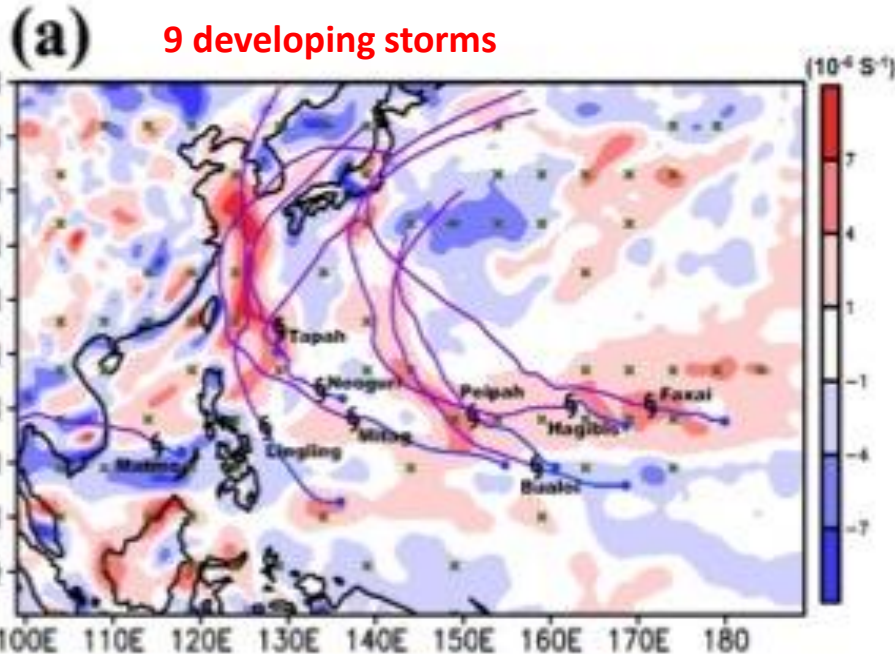 (a)
9 developing storms
(10⁻⁶ S⁻¹)
7
4
1
−1
−4
−7
Tapah
Neoguri
Peipah
Faxai
Mitag
Hagibis
Lingling
Matmo
Bualoi
100E 110E 120E 130E 140E 150E 160E 170E 180